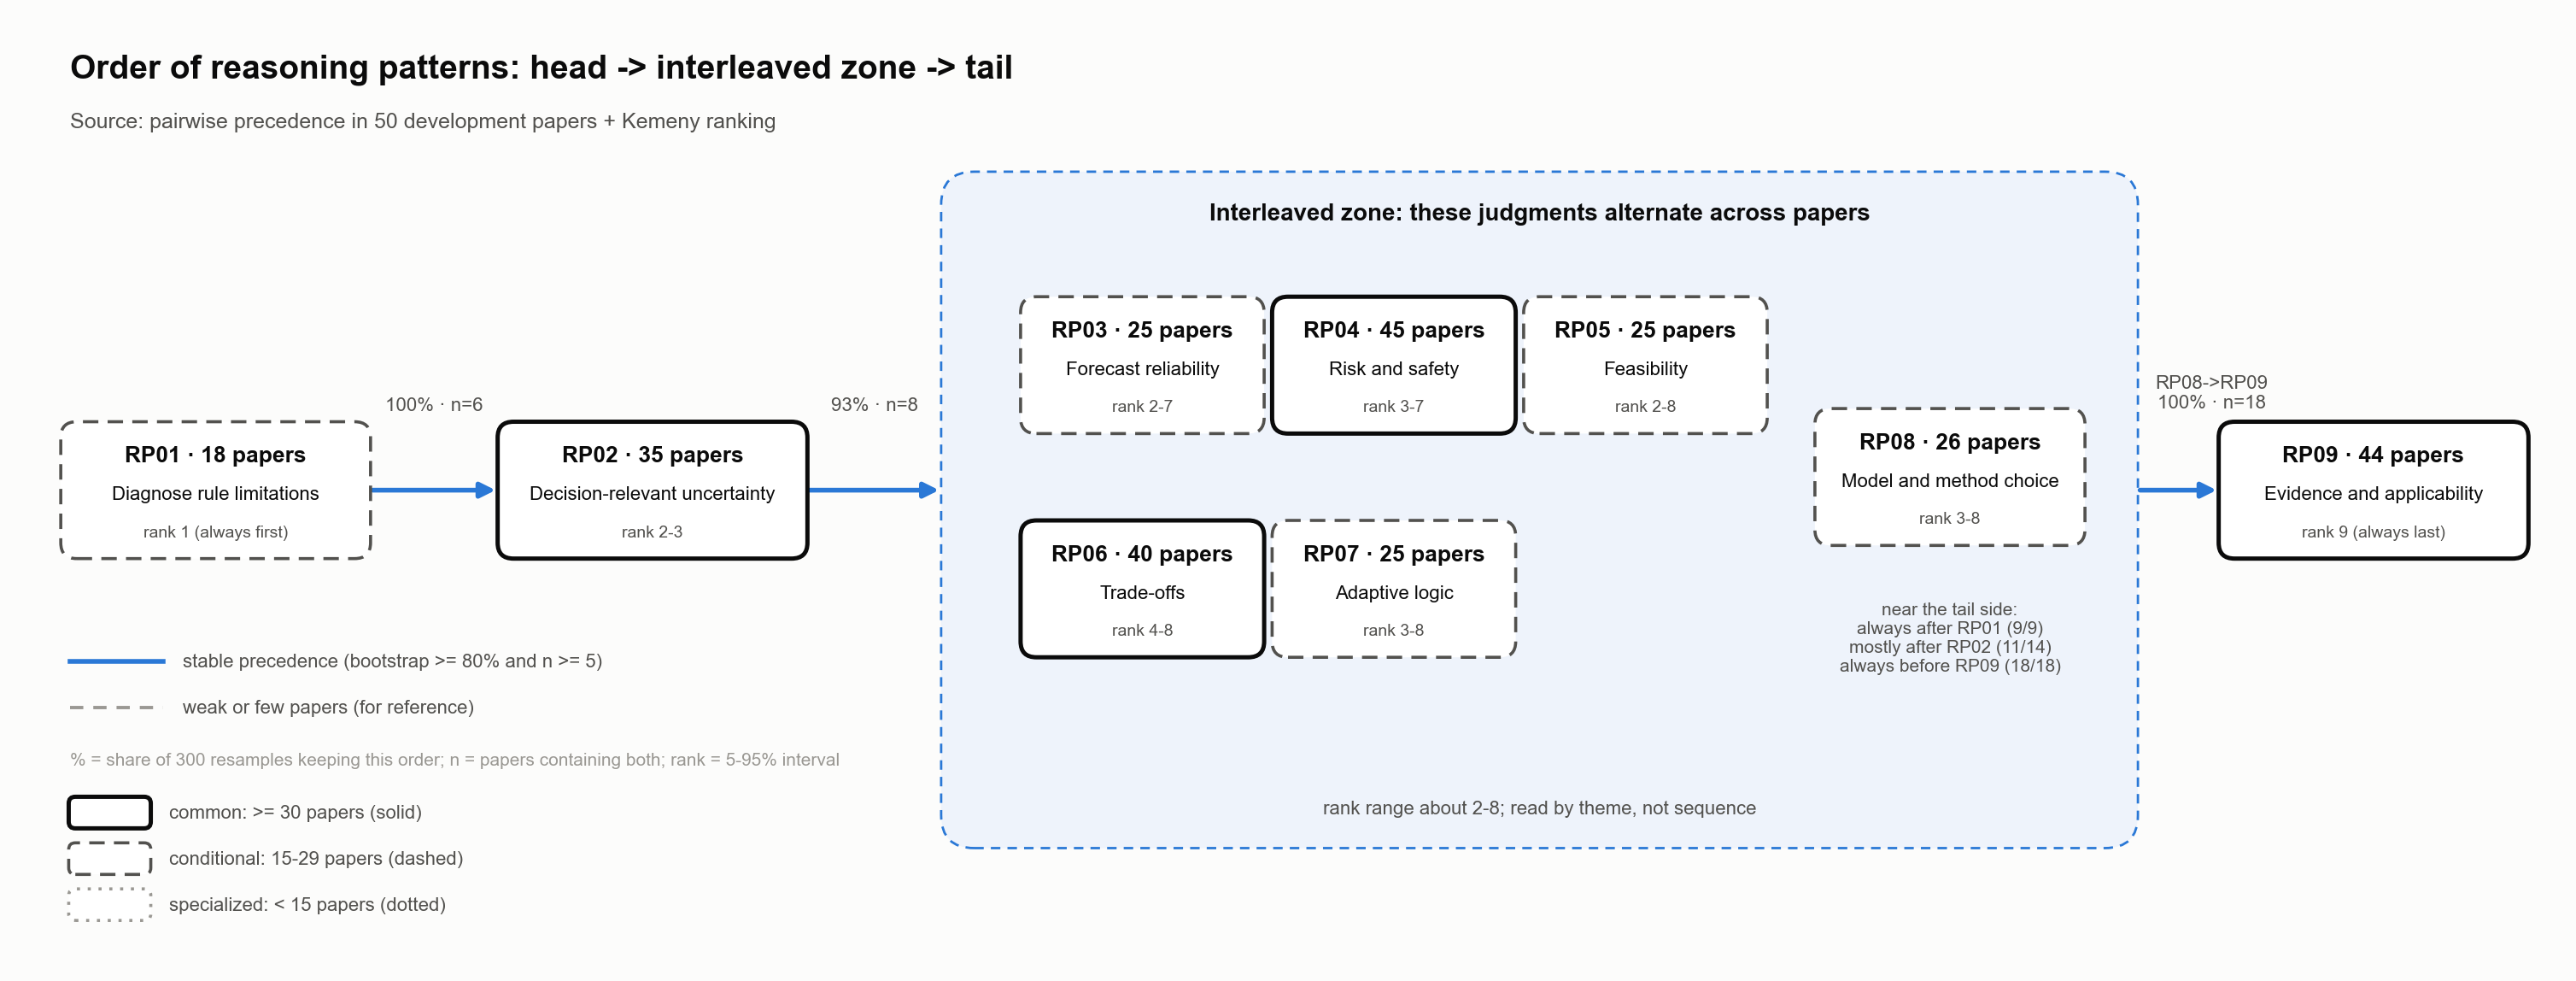 Order of reasoning patterns: head -> interleaved zone -> tail
Source: pairwise precedence in 50 development papers + Kemeny ranking
Interleaved zone: these judgments alternate across papers
100% · n=6
RP01 · 18 papers
Diagnose rule limitations
rank 1 (always first)
93% · n=8
RP02 · 35 papers
Decision-relevant uncertainty
rank 2-3
RP03 · 25 papers
Forecast reliability
rank 2-7
RP04 · 45 papers
Risk and safety
rank 3-7
RP05 · 25 papers
Feasibility
rank 2-8
RP06 · 40 papers
Trade-offs
rank 4-8
RP07 · 25 papers
Adaptive logic
rank 3-8
RP08 · 26 papers
Model and method choice
rank 3-8
near the tail side:
always after RP01 (9/9)
mostly after RP02 (11/14)
always before RP09 (18/18)
rank range about 2-8; read by theme, not sequence
RP08->RP09
100% · n=18
RP09 · 44 papers
Evidence and applicability
rank 9 (always last)
stable precedence (bootstrap >= 80% and n >= 5)
weak or few papers (for reference)
% = share of 300 resamples keeping this order; n = papers containing both; rank = 5-95% interval
common: >= 30 papers (solid)
conditional: 15-29 papers (dashed)
specialized: < 15 papers (dotted)